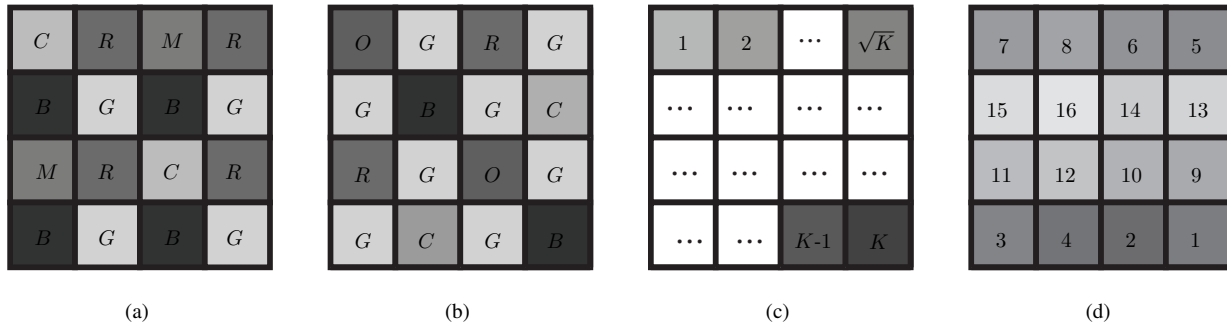 C R M R
B G B G
M R C R
B G B G
(a)
O G R G
G B G C
R G O G
G C G B
(b)
1 2 ... √K
... ... ... ...
... ... ... ...
... ... K-1 K
(c)
7 8 6 5
15 16 14 13
11 12 10 9
3 4 2 1
(d)